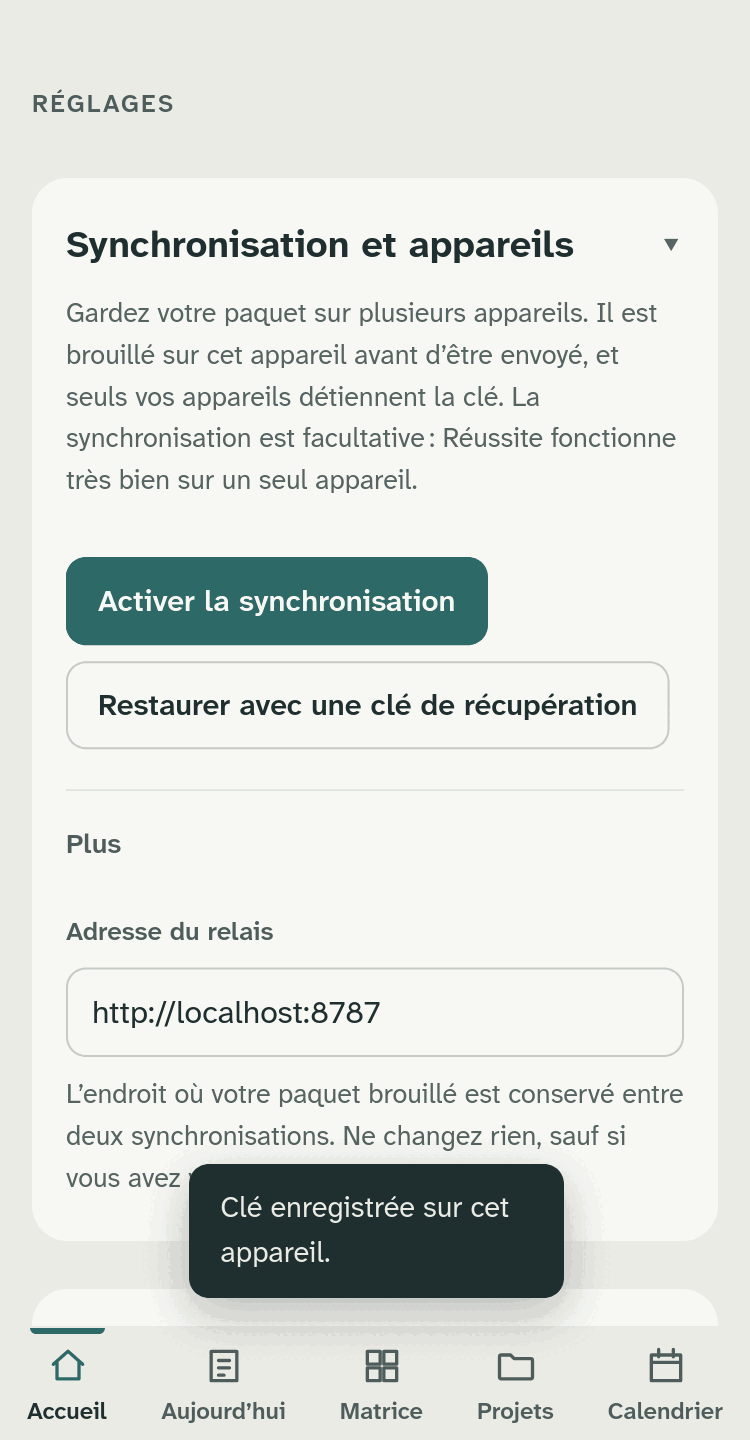 RÉGLAGES
Synchronisation et appareils
Gardez votre paquet sur plusieurs appareils. Il est
brouillé sur cet appareil avant d’être envoyé, et
seuls vos appareils détiennent la clé. La
synchronisation est facultative : Réussite fonctionne
très bien sur un seul appareil.
Activer la synchronisation
Restaurer avec une clé de récupération
Plus
Adresse du relais
http://localhost:8787
L’endroit où votre paquet brouillé est conservé entre
deux synchronisations. Ne changez rien, sauf si
vous avez
Clé enregistrée sur cet
appareil.
Accueil
Aujourd’hui
Matrice
Projets
Calendrier